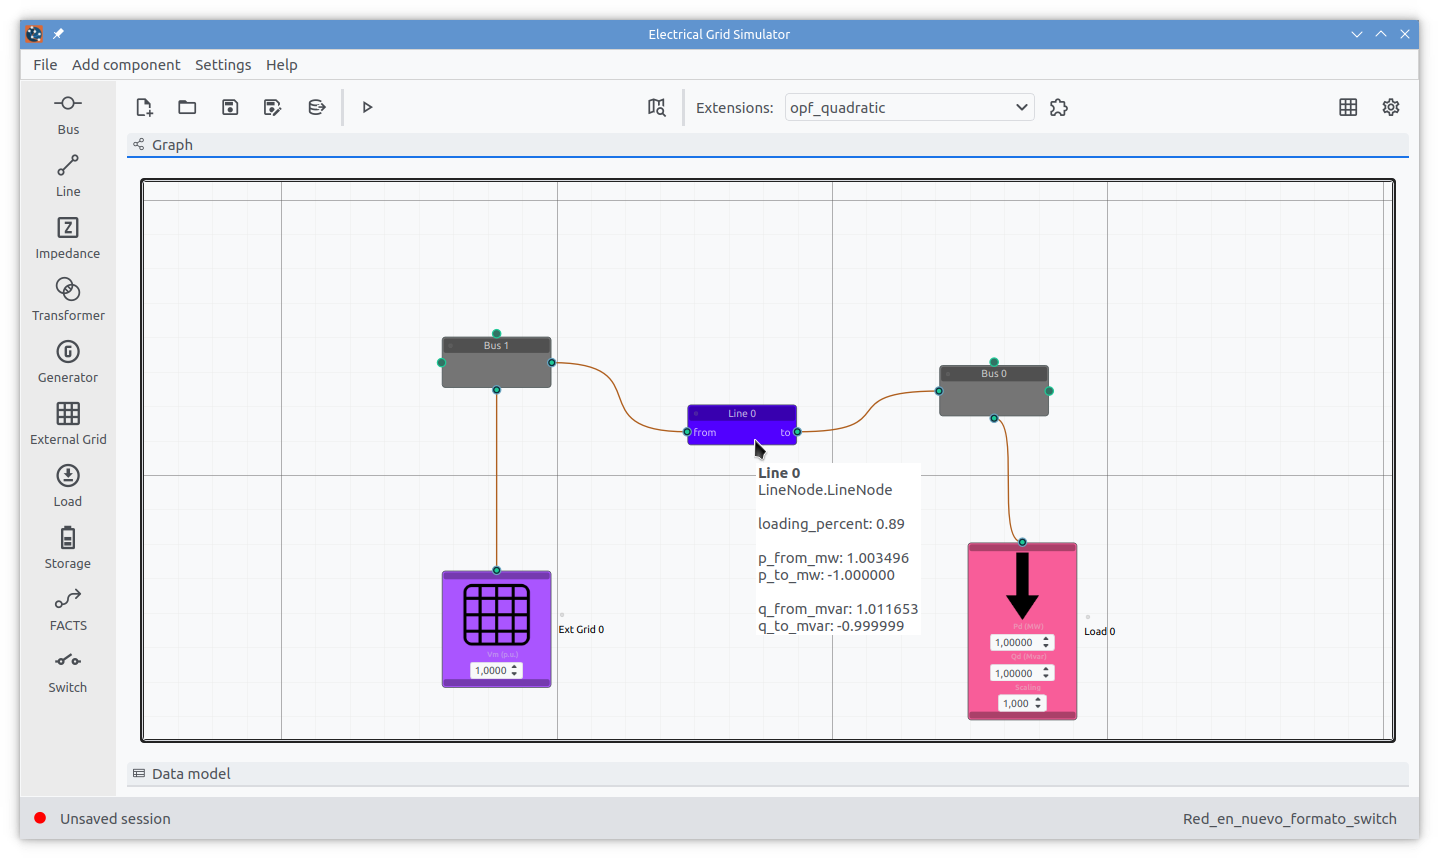 Electrical Grid Simulator
File Add component Settings Help
Extensions: opf_quadratic
Graph
Bus
Line
Impedance
Transformer
Generator
External Grid
Load
Storage
FACTS
Switch
Bus 1
Bus 0
Line 0
from to
Line 0
LineNode.LineNode
loading_percent: 0.89
p_from_mw: 1.003496
p_to_mw: -1.000000
q_from_mvar: 1.011653
q_to_mvar: -0.999999
Ext Grid 0
Vm (p.u.)
1,0000
Load 0
Pd (MW)
1,00000
Qd (Mvar)
1,00000
Scaling
1,000
Data model
Unsaved session
Red_en_nuevo_formato_switch